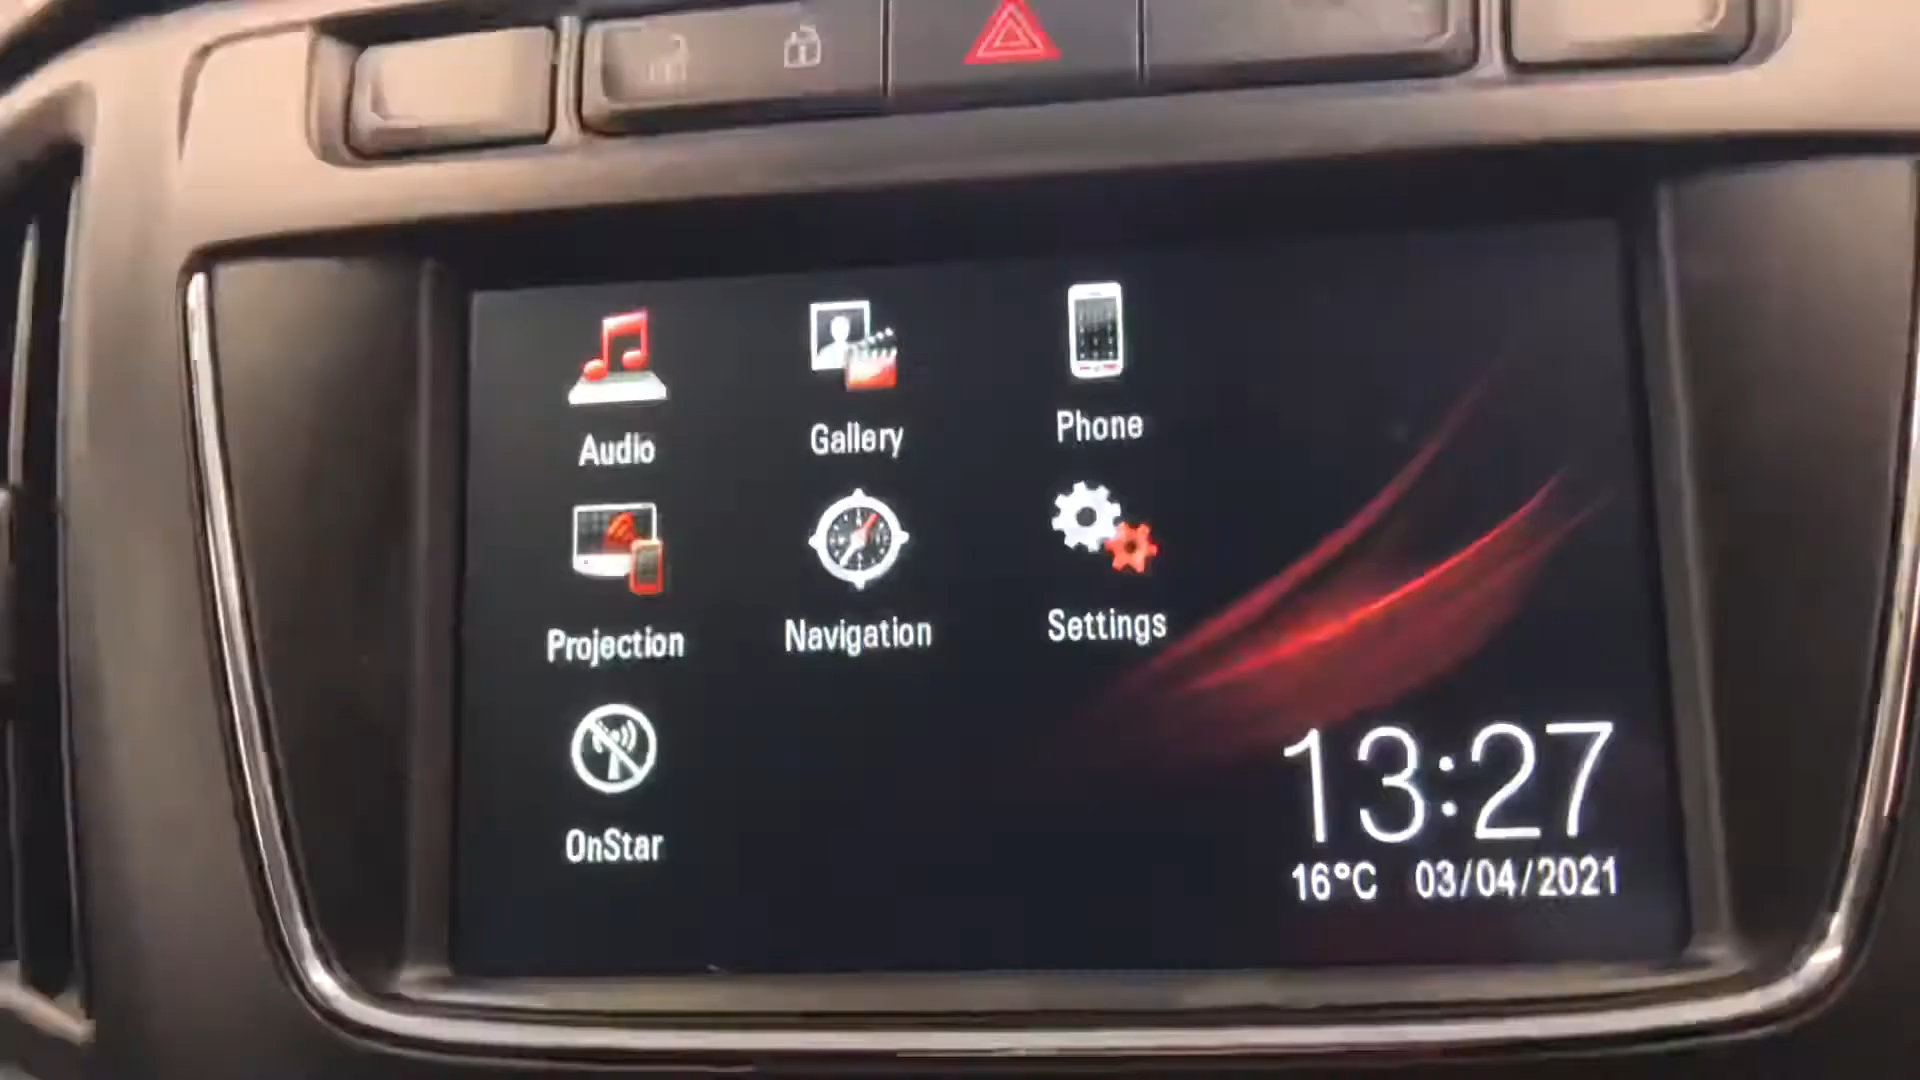 Audio
Gallery
Phone
Projection
Navigation
Settings
OnStar
13:27
16°C 03/04/2021